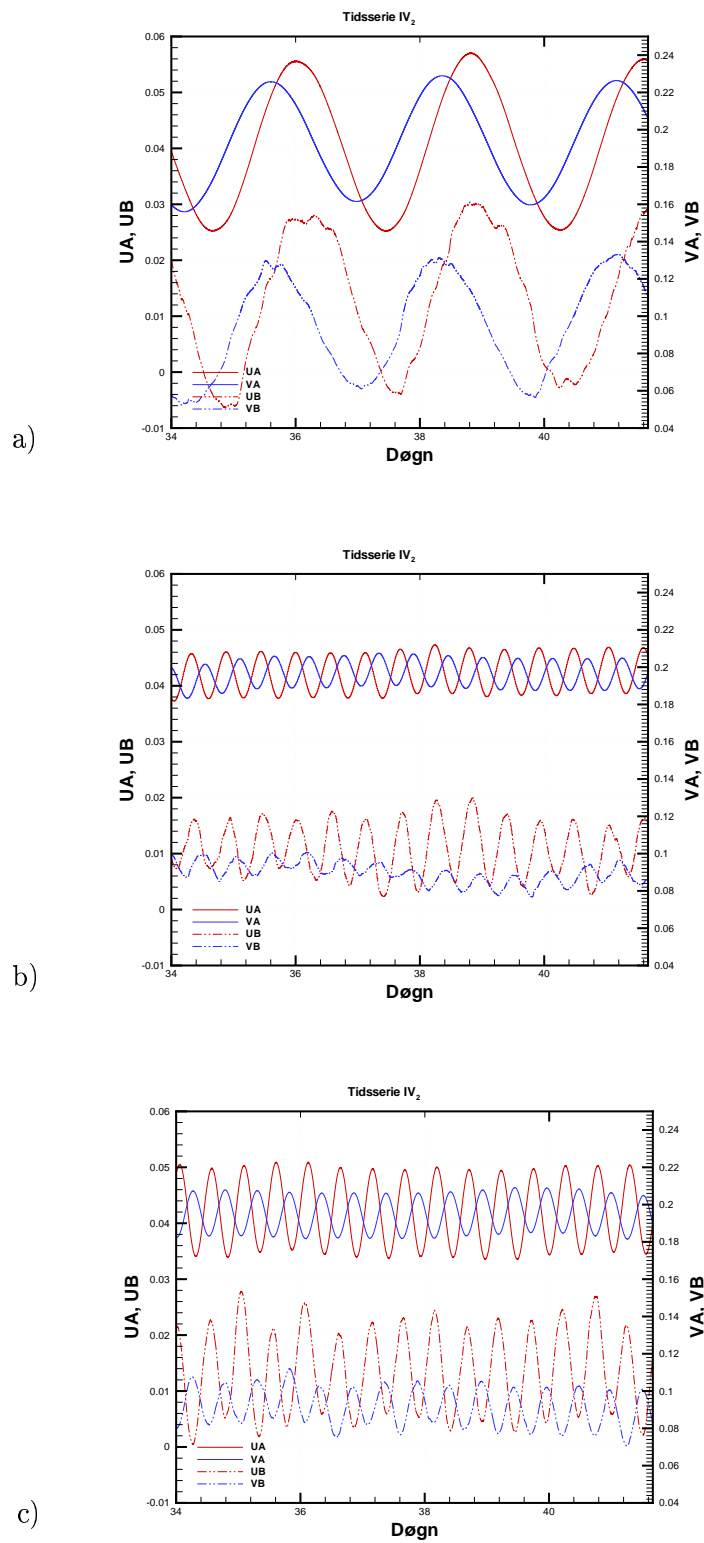 Tidsserie IV2
0.06
0.05
0.04
0.03
0.02
0.01
0
-0.01
UA, UB
0.24
0.22
0.2
0.18
0.16
0.14
0.12
0.1
0.08
0.06
0.04
VA, VB
UA
VA
UB
VB
34
36
38
40
Døgn
a)
Tidsserie IV2
0.06
0.05
0.04
0.03
0.02
0.01
0
-0.01
UA, UB
0.24
0.22
0.2
0.18
0.16
0.14
0.12
0.1
0.08
0.06
0.04
VA, VB
UA
VA
UB
VB
34
36
38
40
Døgn
b)
Tidsserie IV2
0.06
0.05
0.04
0.03
0.02
0.01
0
-0.01
UA, UB
0.24
0.22
0.2
0.18
0.16
0.14
0.12
0.1
0.08
0.06
0.04
VA, VB
UA
VA
UB
VB
34
36
38
40
Døgn
c)